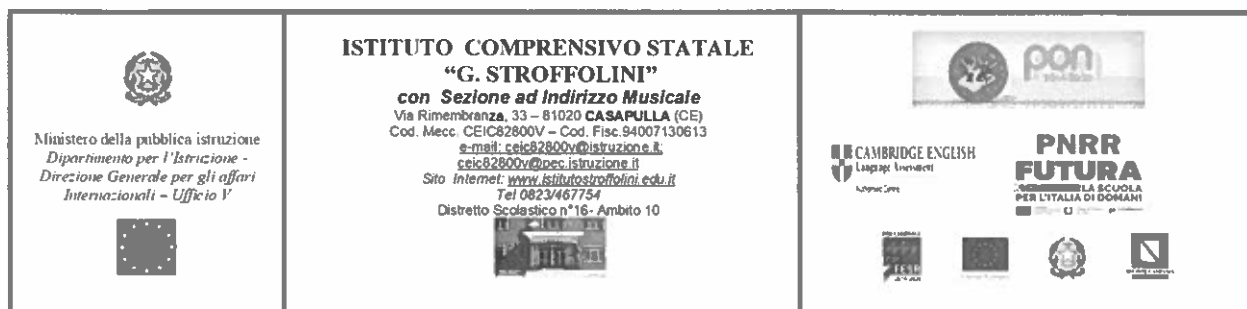 Ministero della pubblica istruzione
Dipartimento per l'Istruzione -
Direzione Generale per gli affari
Internazionali – Ufficio V
ISTITUTO COMPRENSIVO STATALE
“G. STROFFOLINI”
con Sezione ad Indirizzo Musicale
Via Rimembranza, 33 – 81020 CASAPULLA (CE)
Cod. Mecc. CEIC82800V – Cod. Fisc.94007130613
e-mail: ceic82800v@istruzione.it;
ceic82800v@pec.istruzione.it
Sito Internet: www.istitutostroffolini.edu.it
Tel 0823/467754
Distretto Scolastico n°16- Ambito 10
pon
CAMBRIDGE ENGLISH
Language Assessment
PNRR
FUTURA
LA SCUOLA
PER L'ITALIA DI DOMANI
FESR